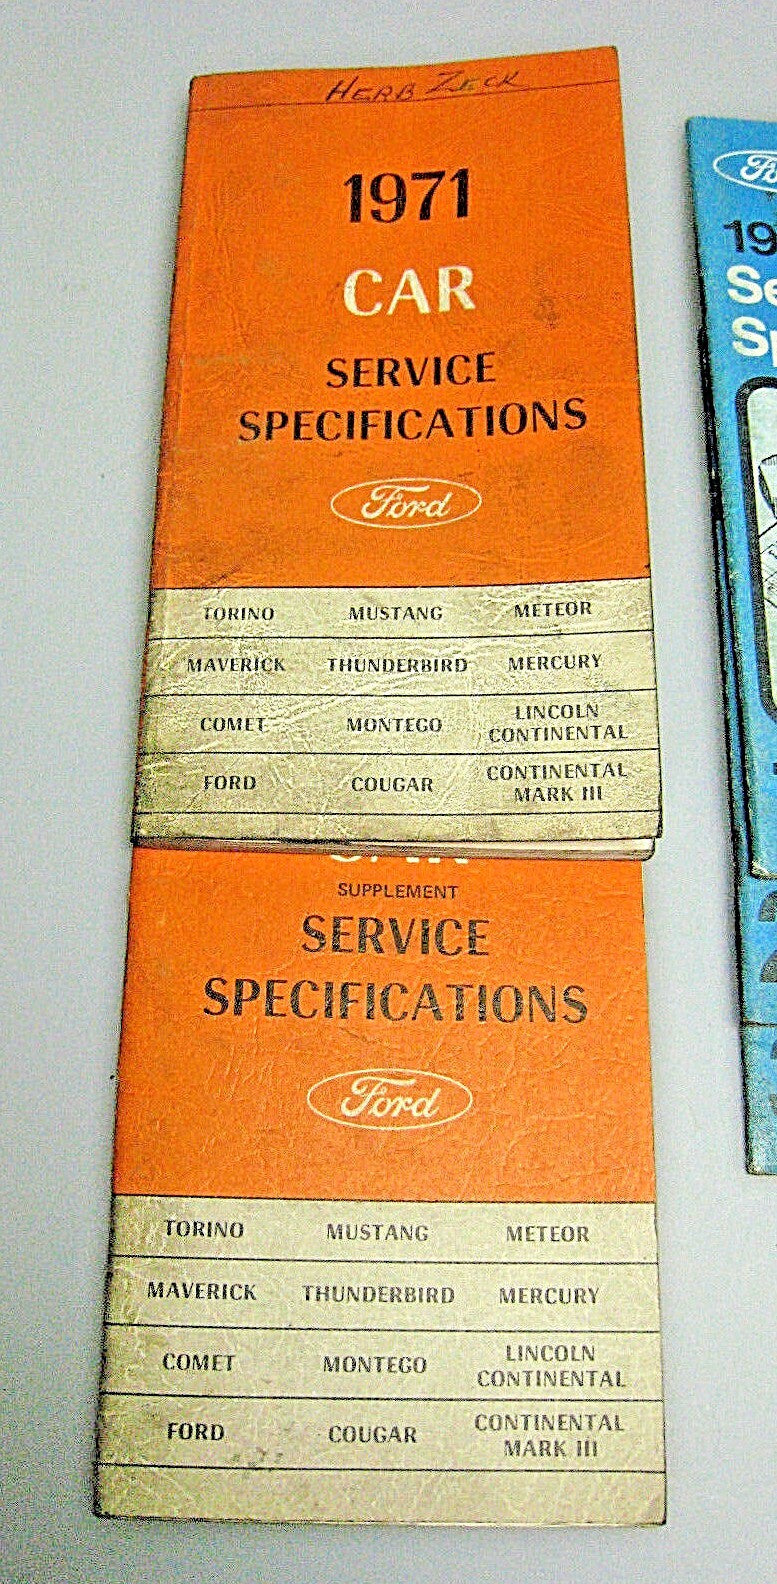 HERB ZECK
1971
CAR
SERVICE
SPECIFICATIONS
Ford
TORINO MUSTANG METEOR
MAVERICK THUNDERBIRD MERCURY
COMET MONTEGO LINCOLN CONTINENTAL
FORD COUGAR CONTINENTAL MARK III
SUPPLEMENT
SERVICE
SPECIFICATIONS
Ford
TORINO MUSTANG METEOR
MAVERICK THUNDERBIRD MERCURY
COMET MONTEGO LINCOLN CONTINENTAL
FORD COUGAR CONTINENTAL MARK III